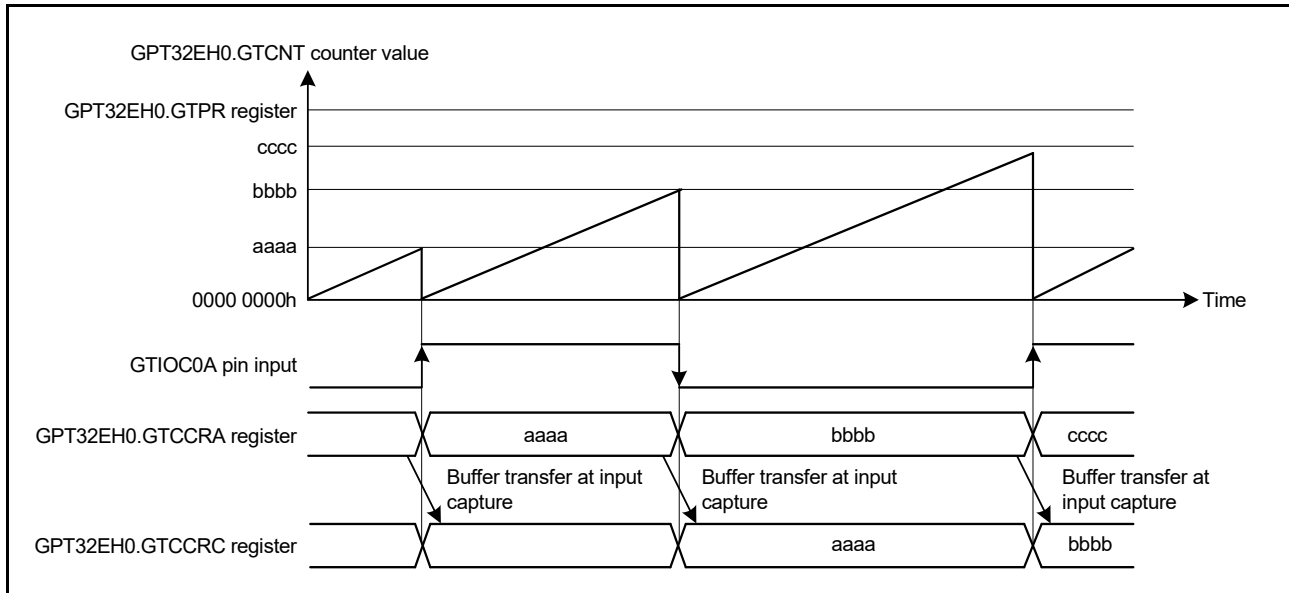 GPT32EH0.GTCNT counter value
GPT32EH0.GTPR register
cccc
bbbb
aaaa
0000 0000h
Time
GTIOC0A pin input
GPT32EH0.GTCCRA register
aaaa
bbbb
cccc
Buffer transfer at input
capture
Buffer transfer at input
capture
Buffer transfer at
input capture
GPT32EH0.GTCCRC register
aaaa
bbbb